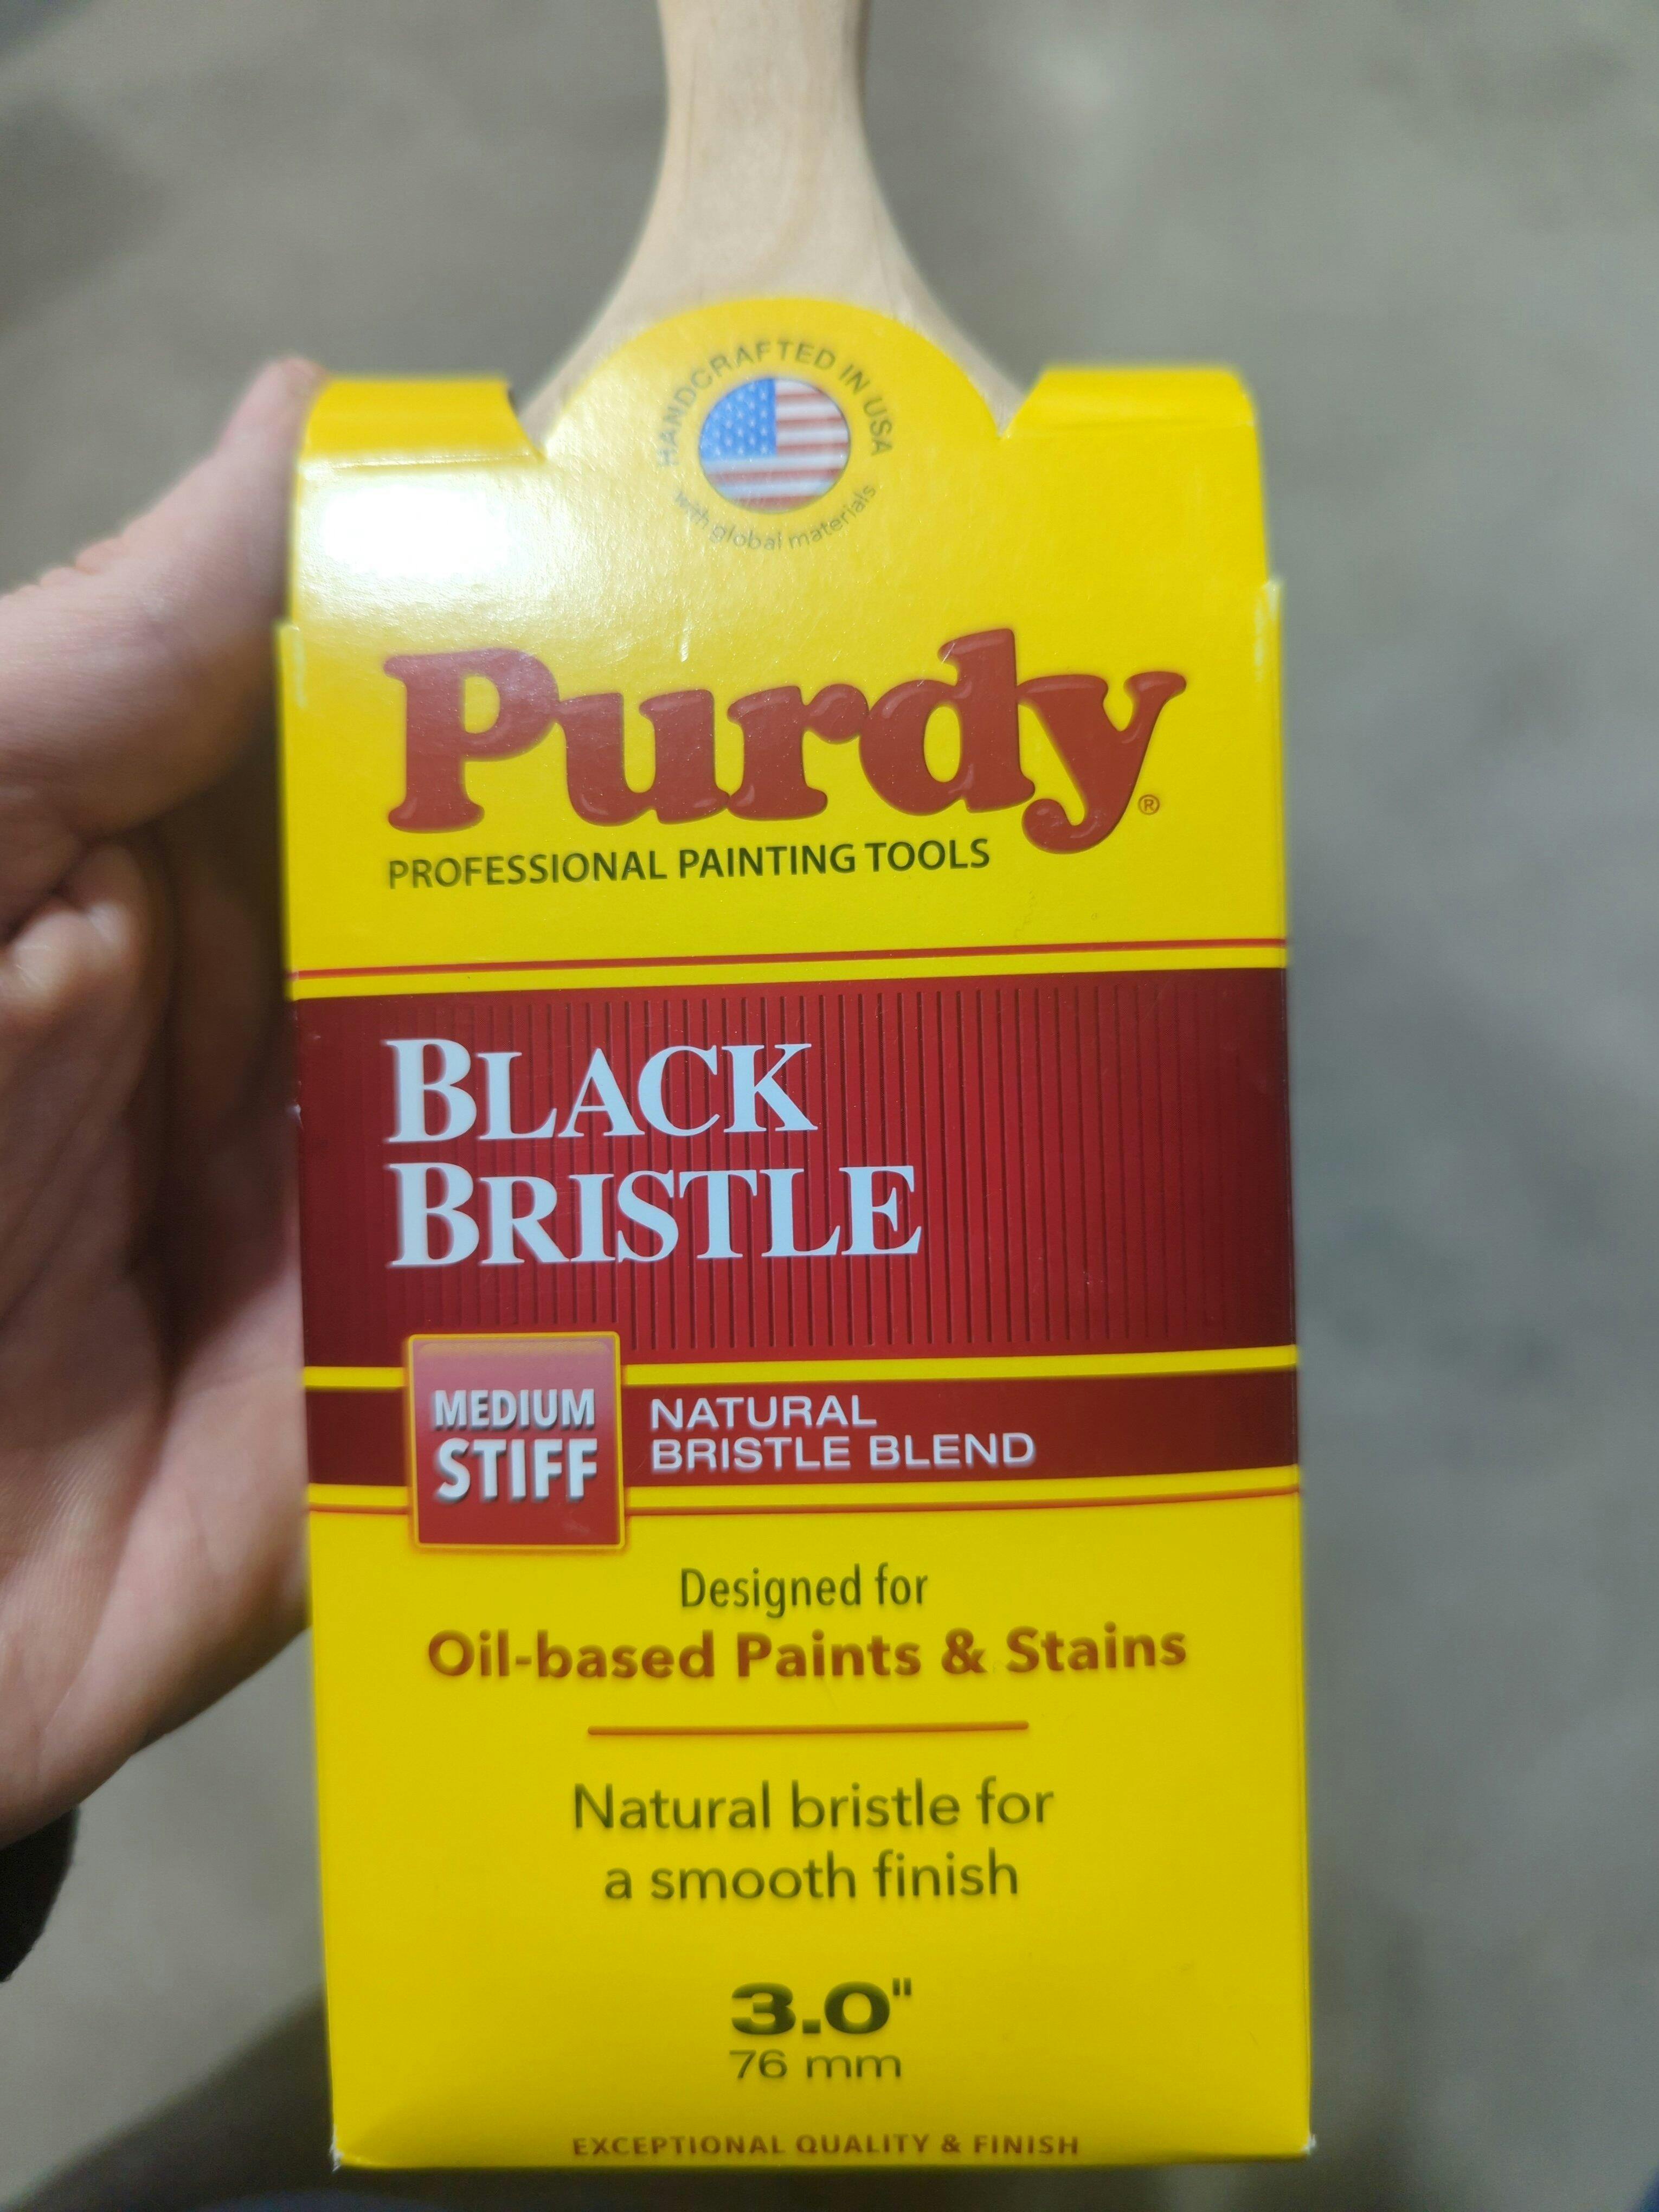 HANDCRAFTED IN USA
with global materials
Purdy®
PROFESSIONAL PAINTING TOOLS
BLACK
BRISTLE
MEDIUM
STIFF
NATURAL
BRISTLE BLEND
Designed for
Oil-based Paints & Stains
Natural bristle for
a smooth finish
3.0"
76 mm
EXCEPTIONAL QUALITY & FINISH